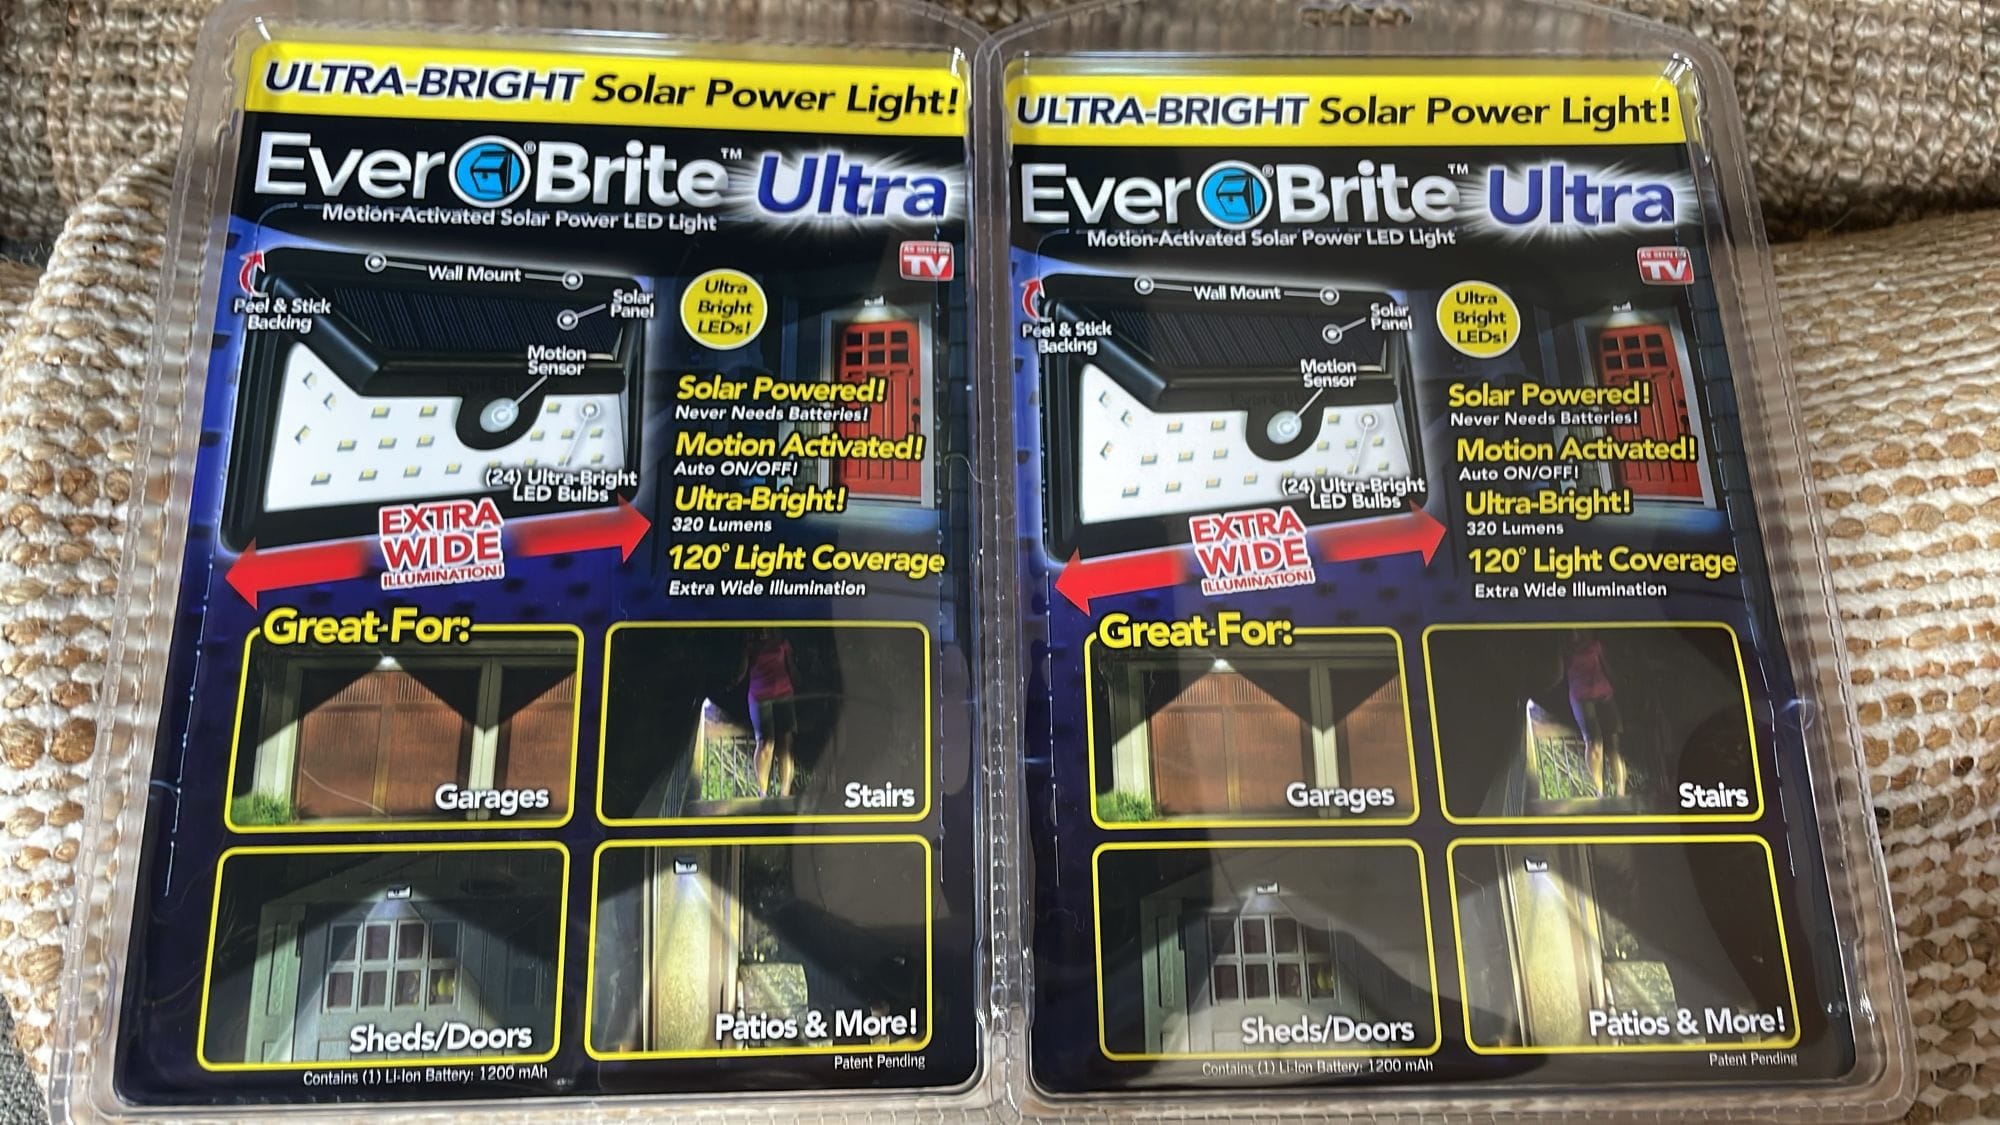 ULTRA-BRIGHT Solar Power Light!
Ever Brite™ Ultra
Motion-Activated Solar Power LED Light
AS SEEN ON
TV
Wall Mount
Peel & Stick
Backing
Solar
Panel
Motion
Sensor
Ultra
Bright
LEDs!
(24) Ultra-Bright
LED Bulbs
EXTRA
WIDE
ILLUMINATION!
Solar Powered!
Never Needs Batteries!
Motion Activated!
Auto ON/OFF!
Ultra-Bright!
320 Lumens
120° Light Coverage
Extra Wide Illumination
Great For:
Garages
Stairs
Sheds/Doors
Patios & More!
Contains (1) Li-Ion Battery: 1200 mAh
Patent Pending
ULTRA-BRIGHT Solar Power Light!
Ever Brite™ Ultra
Motion-Activated Solar Power LED Light
AS SEEN ON
TV
Wall Mount
Peel & Stick
Backing
Solar
Panel
Motion
Sensor
Ultra
Bright
LEDs!
(24) Ultra-Bright
LED Bulbs
EXTRA
WIDE
ILLUMINATION!
Solar Powered!
Never Needs Batteries!
Motion Activated!
Auto ON/OFF!
Ultra-Bright!
320 Lumens
120° Light Coverage
Extra Wide Illumination
Great For:
Garages
Stairs
Sheds/Doors
Patios & More!
Contains (1) Li-Ion Battery: 1200 mAh
Patent Pending